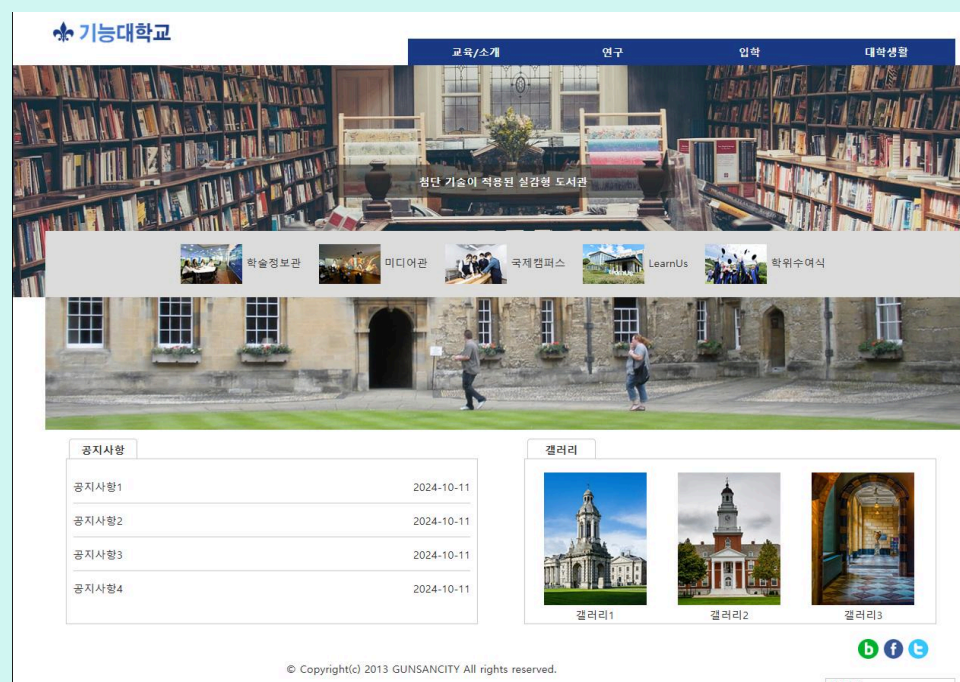 기능대학교
교육/소개 연구 입학 대학생활
첨단 기술이 적용된 실감형 도서관
학술정보관 미디어관 국제캠퍼스 LearnUs 학위수여식
공지사항
공지사항1 2024-10-11
공지사항2 2024-10-11
공지사항3 2024-10-11
공지사항4 2024-10-11
갤러리
갤러리1 갤러리2 갤러리3
b f t
© Copyright(c) 2013 GUNSANCITY All rights reserved.